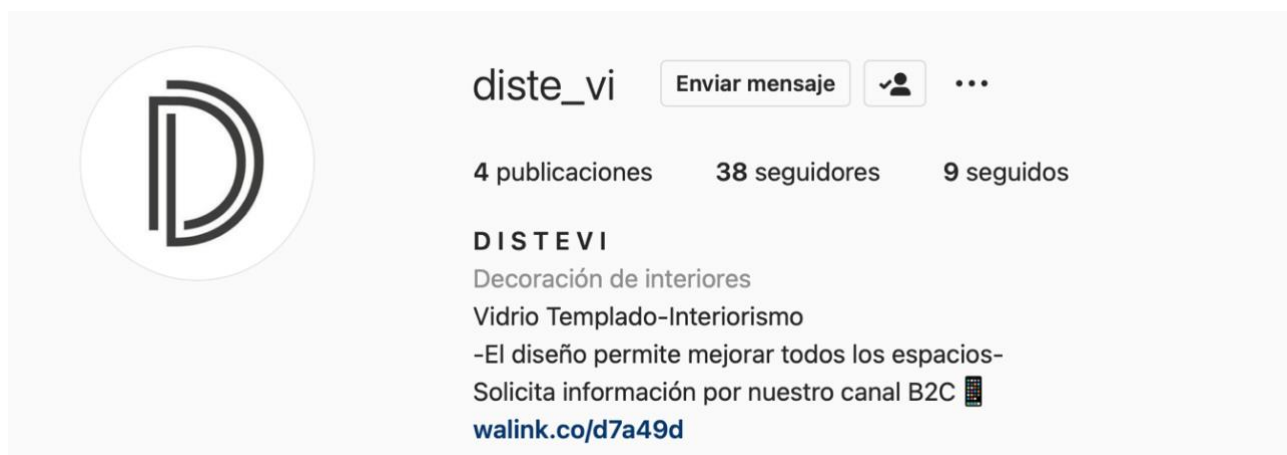 diste_vi Enviar mensaje
4 publicaciones 38 seguidores 9 seguidos
D I S T E V I
Decoración de interiores
Vidrio Templado-Interiorismo
-El diseño permite mejorar todos los espacios-
Solicita información por nuestro canal B2C📱
walink.co/d7a49d